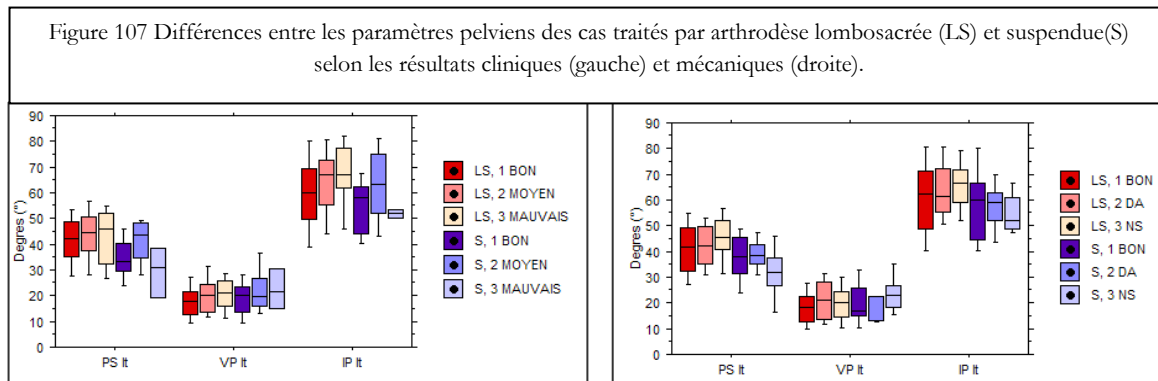 Figure 107 Différences entre les paramètres pelviens des cas traités par arthrodèse lombosacrée (LS) et suspendue(S)
selon les résultats cliniques (gauche) et mécaniques (droite).
90
80
70
60
50
40
30
20
10
0
Degres (°)
PS lt
VP lt
IP lt
LS, 1 BON
LS, 2 MOYEN
LS, 3 MAUVAIS
S, 1 BON
S, 2 MOYEN
S, 3 MAUVAIS
90
80
70
60
50
40
30
20
10
0
Degres (°)
PS lt
VP lt
IP lt
LS, 1 BON
LS, 2 DA
LS, 3 NS
S, 1 BON
S, 2 DA
S, 3 NS